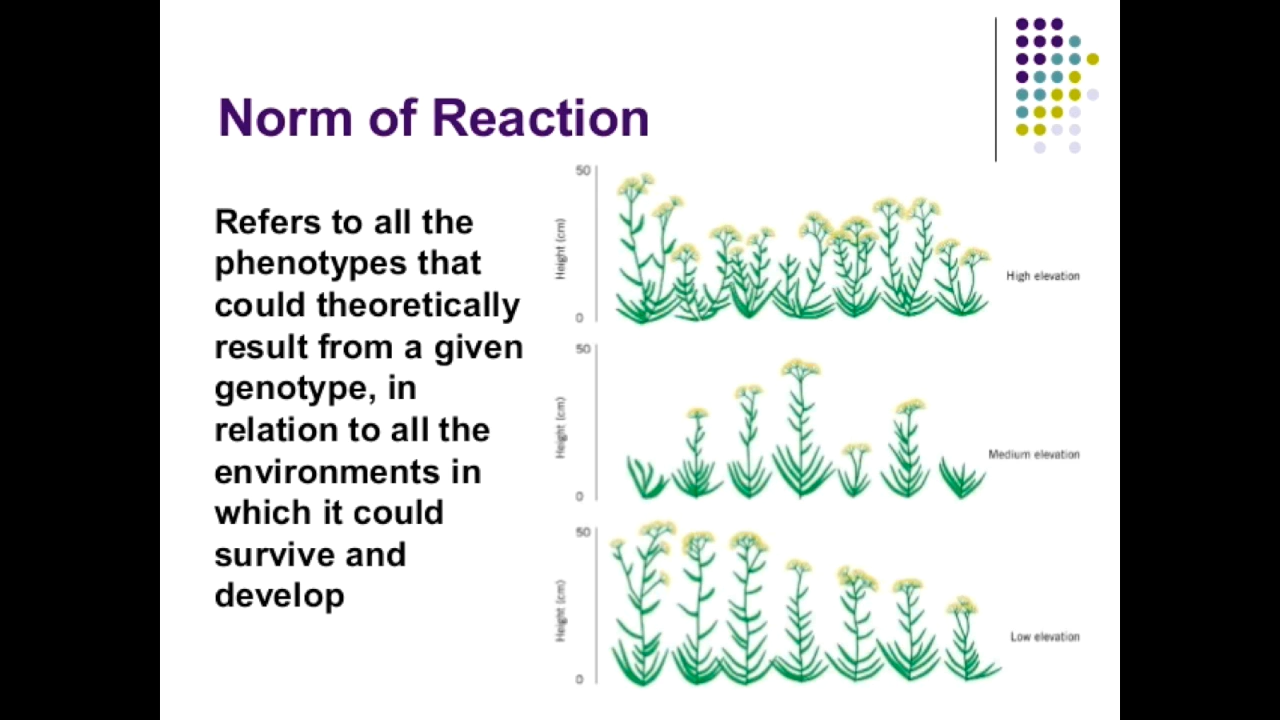 Norm of Reaction
Refers to all the
phenotypes that
could theoretically
result from a given
genotype, in
relation to all the
environments in
which it could
survive and
develop
50
Height (cm)
0
High elevation
50
Height (cm)
0
Medium elevation
50
Height (cm)
0
Low elevation